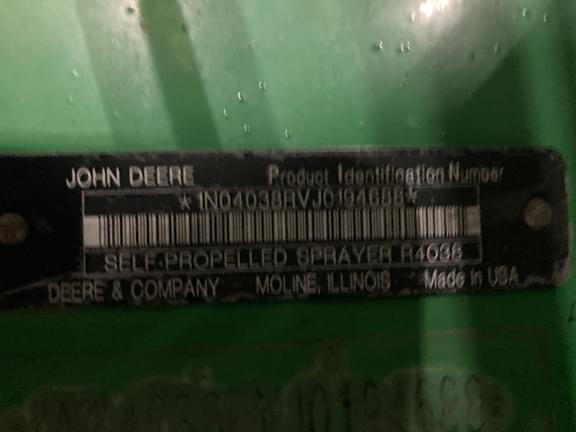 JOHN DEERE Product Identification Number
*1N04038RVJ0194688*
SELF-PROPELLED SPRAYER R4038
DEERE & COMPANY MOLINE, ILLINOIS Made in USA